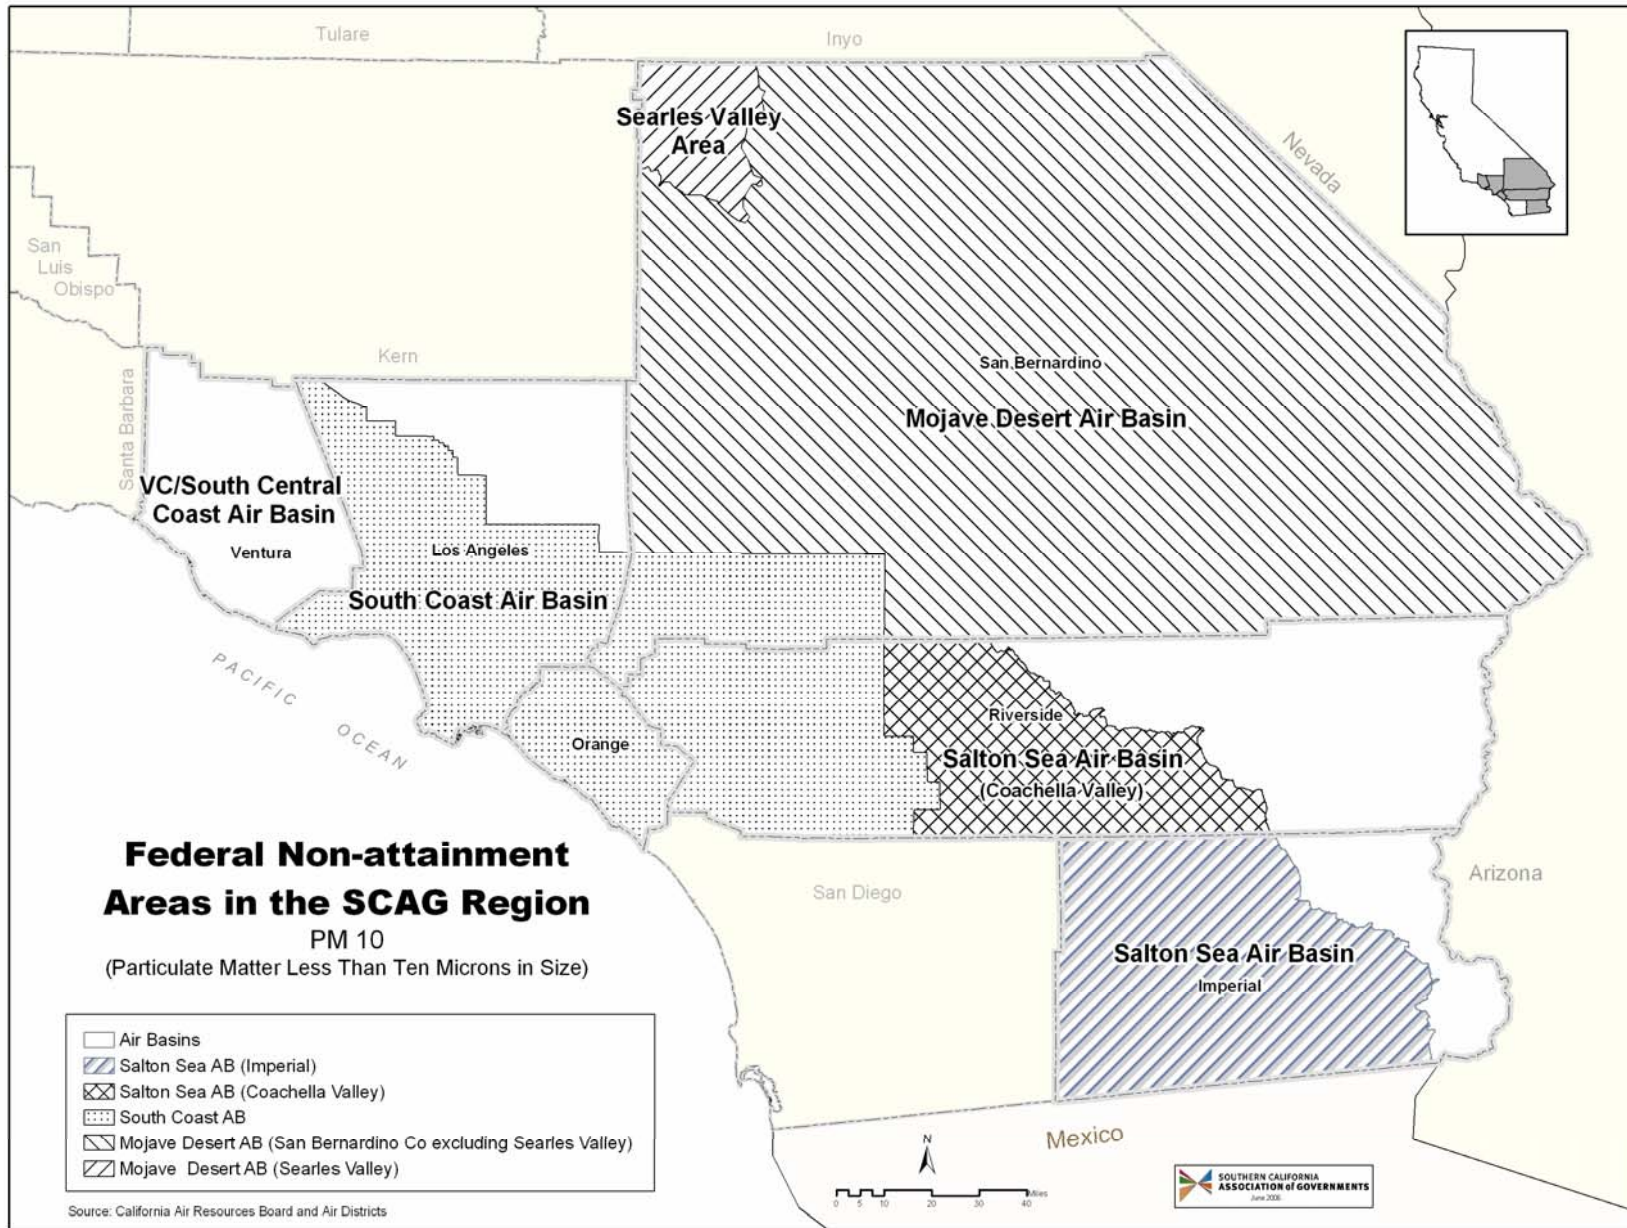 Tulare
Inyo
Searles Valley
Area
Nevada
San
Luis
Obispo
Kern
San Bernardino
Mojave Desert Air Basin
Santa Barbara
VC/South Central
Coast Air Basin
Ventura
Los Angeles
South Coast Air Basin
PACIFIC
OCEAN
Orange
Riverside
Salton Sea Air Basin
(Coachella Valley)
San Diego
Arizona
Salton Sea Air Basin
Imperial
Mexico
Federal Non-attainment
Areas in the SCAG Region
PM 10
(Particulate Matter Less Than Ten Microns in Size)
Air Basins
Salton Sea AB (Imperial)
Salton Sea AB (Coachella Valley)
South Coast AB
Mojave Desert AB (San Bernardino Co excluding Searles Valley)
Mojave Desert AB (Searles Valley)
Source: California Air Resources Board and Air Districts
N
Miles
0 5 10 20 30 40
SOUTHERN CALIFORNIA
ASSOCIATION of GOVERNMENTS
June 2006